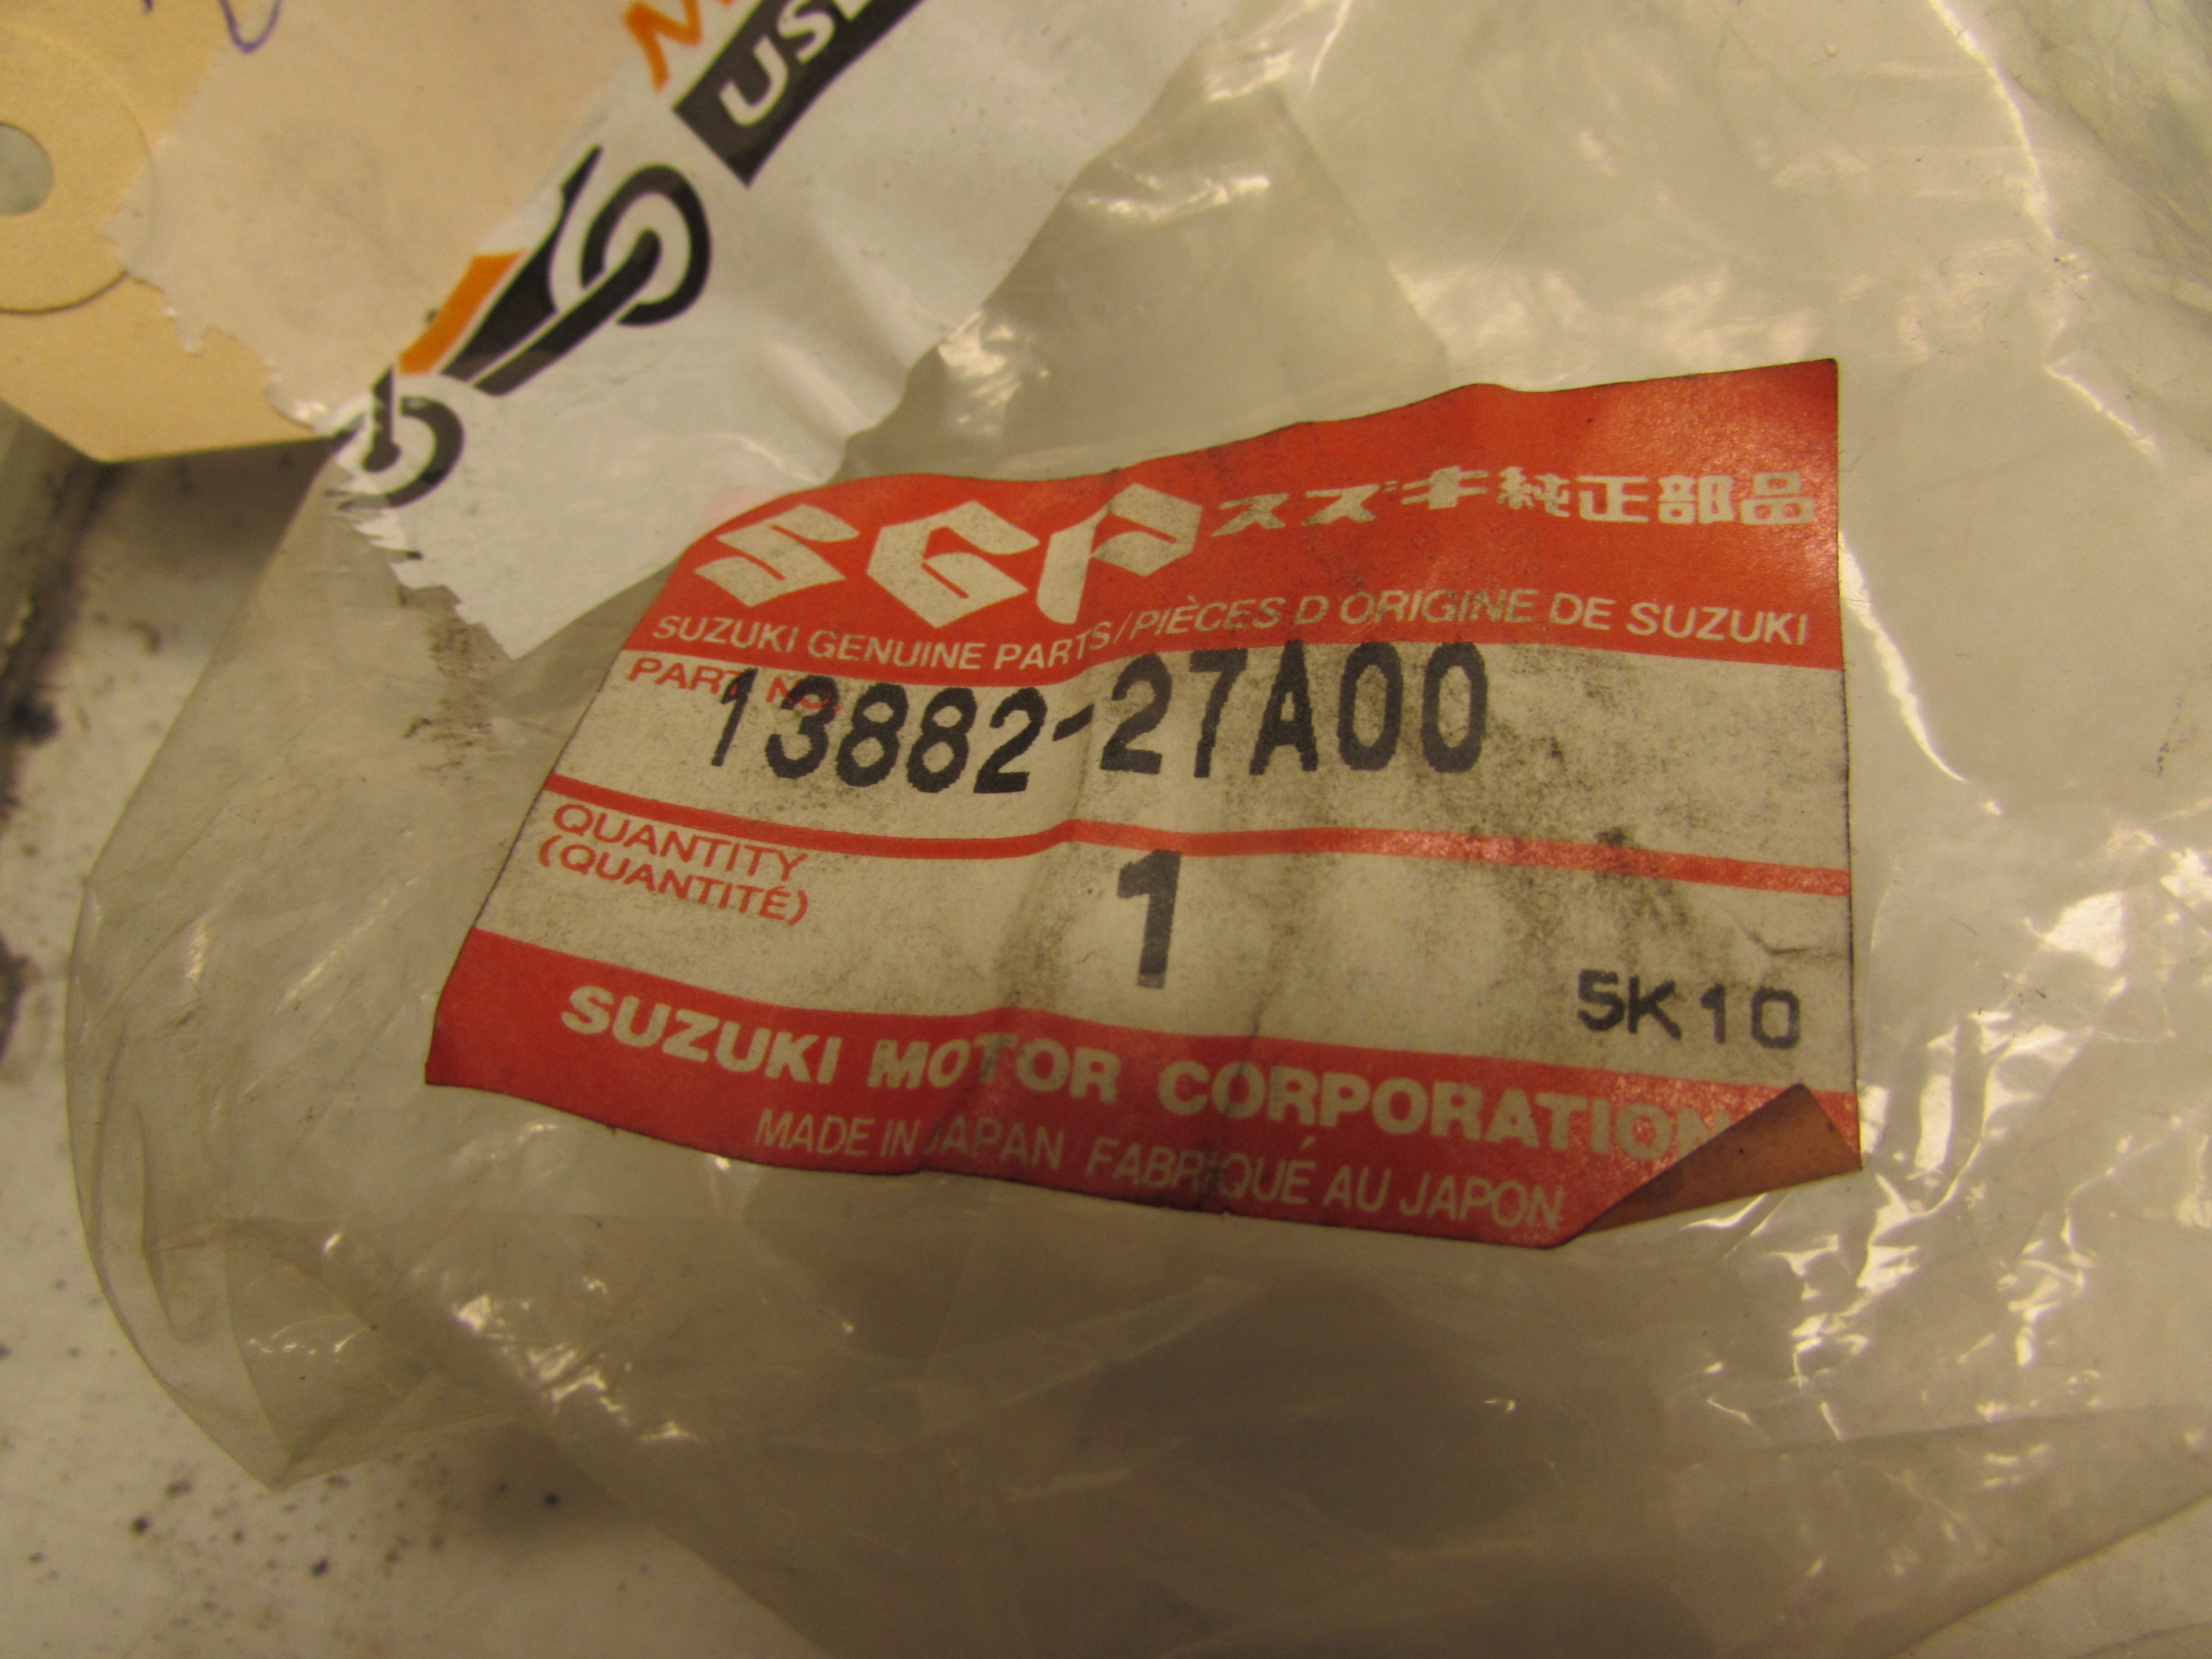 SGP スズキ純正部品
SUZUKI GENUINE PARTS/PIÈCES D'ORIGINE DE SUZUKI
PART NO.
13882-27A00
QUANTITY
(QUANTITÉ)
1
5K10
SUZUKI MOTOR CORPORATION
MADE IN JAPAN FABRIQUÉ AU JAPON